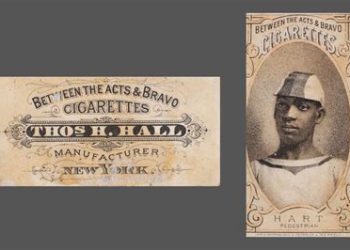 BETWEEN THE ACTS & BRAVO
CIGARETTES
THOS H. HALL
MANUFACTURER
NEW YORK.
BETWEEN THE ACTS & BRAVO
CIGARETTES
HART
PEDESTRIAN